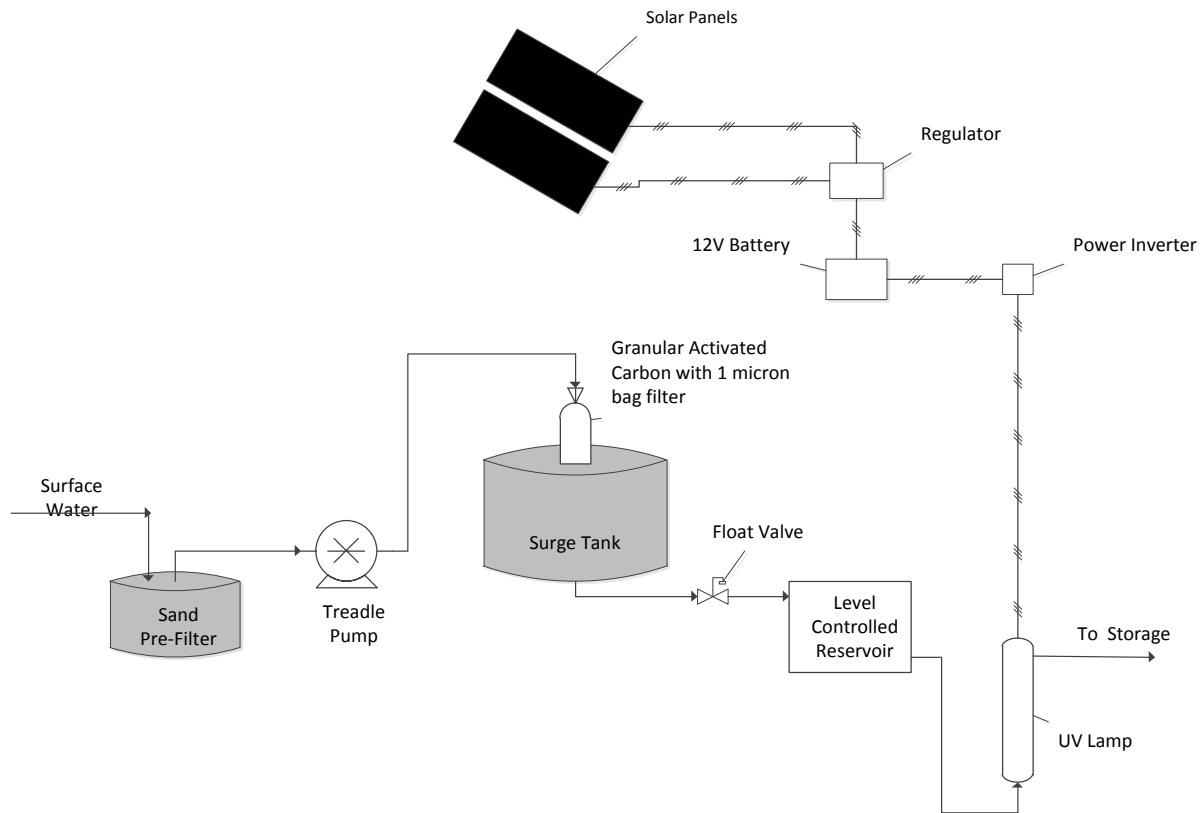 Solar Panels
Regulator
12V Battery
Power Inverter
Granular Activated
Carbon with 1 micron
bag filter
Surface
Water
Surge Tank
Float Valve
Sand
Pre-Filter
Treadle
Pump
Level
Controlled
Reservoir
To  Storage
UV Lamp